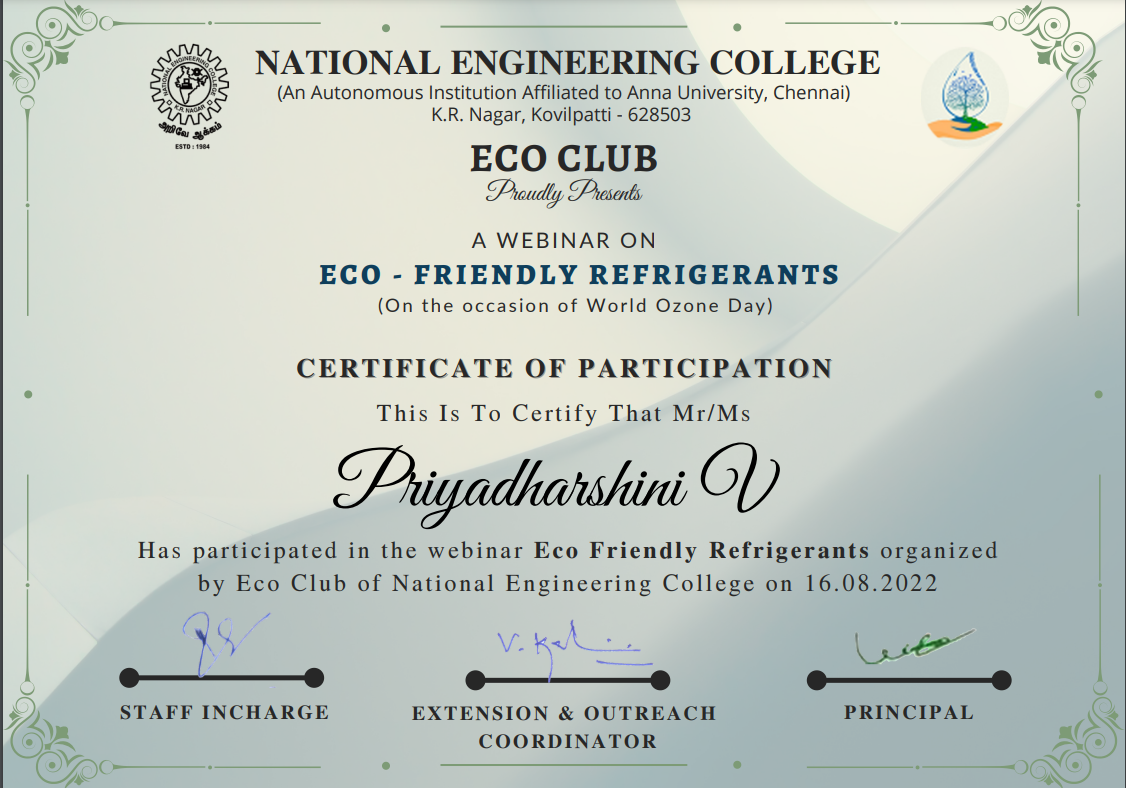 NATIONAL ENGINEERING COLLEGE
(An Autonomous Institution Affiliated to Anna University, Chennai)
K.R. Nagar, Kovilpatti - 628503
NATIONAL ENGINEERING COLLEGE
K.R. NAGAR
அறிவே ஆக்கம்
ESTD : 1984
ECO CLUB
Proudly Presents
A WEBINAR ON
ECO - FRIENDLY REFRIGERANTS
(On the occasion of World Ozone Day)
CERTIFICATE OF PARTICIPATION
This Is To Certify That Mr/Ms
Priyadharshini V
Has participated in the webinar Eco Friendly Refrigerants organized
by Eco Club of National Engineering College on 16.08.2022
STAFF INCHARGE
EXTENSION & OUTREACH
COORDINATOR
PRINCIPAL